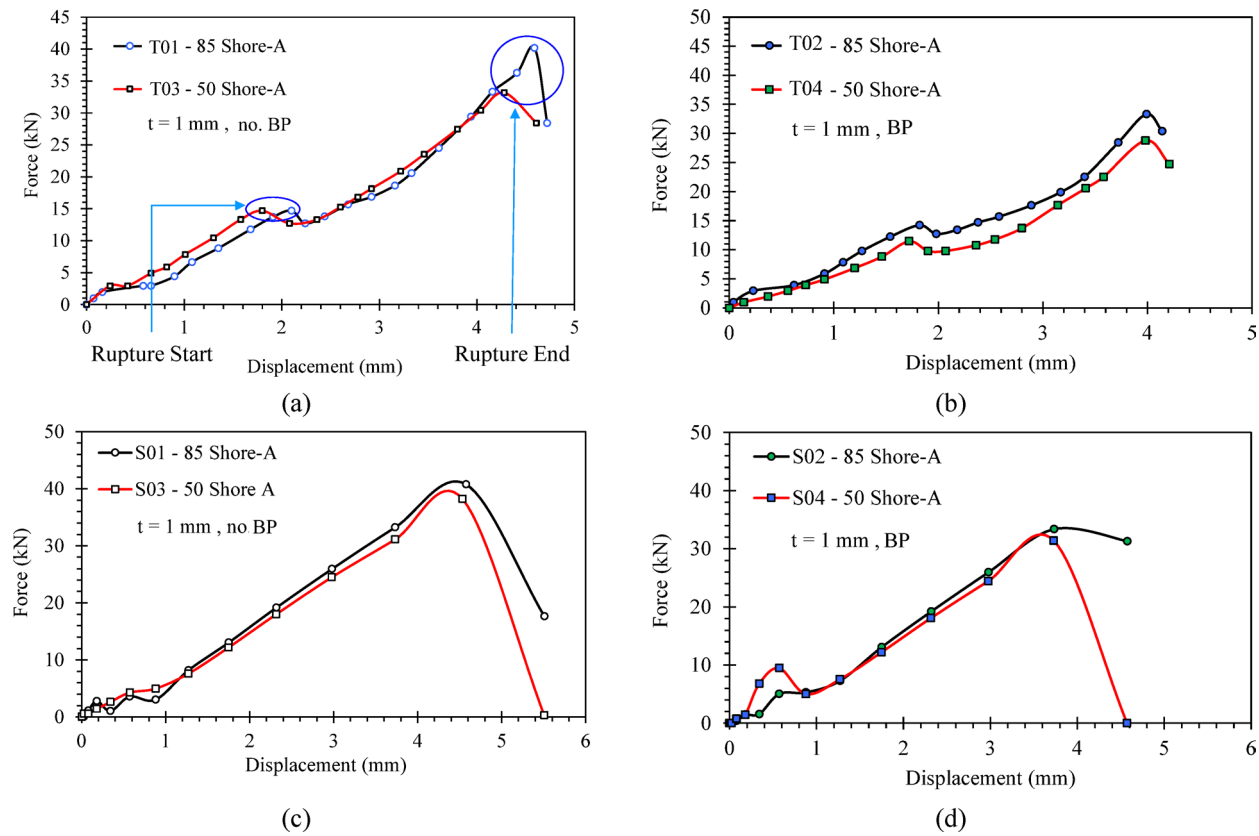 45
40
35
30
25
20
15
10
5
0
Force (kN)
T01 - 85 Shore-A
T03 - 50 Shore-A
t = 1 mm , no. BP
0 1 2 3 4 5
Rupture Start
Displacement (mm)
Rupture End
(a)
50
45
40
35
30
25
20
15
10
5
0
Force (kN)
T02 - 85 Shore-A
T04 - 50 Shore-A
t = 1 mm , BP
0 1 2 3 4 5
Displacement (mm)
(b)
50
40
30
20
10
0
Force (kN)
S01 - 85 Shore-A
S03 - 50 Shore A
t = 1 mm , no. BP
0 1 2 3 4 5 6
Displacement (mm)
(c)
50
40
30
20
10
0
Force (kN)
S02 - 85 Shore-A
S04 - 50 Shore-A
t = 1 mm , BP
0 1 2 3 4 5 6
Displacement (mm)
(d)